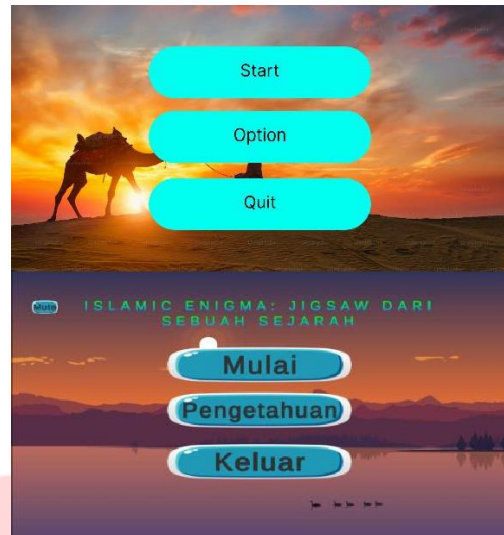 Start
Option
Quit
Mute
ISLAMIC ENIGMA: JIGSAW DARI
SEBUAH SEJARAH
Mulai
Pengetahuan
Keluar